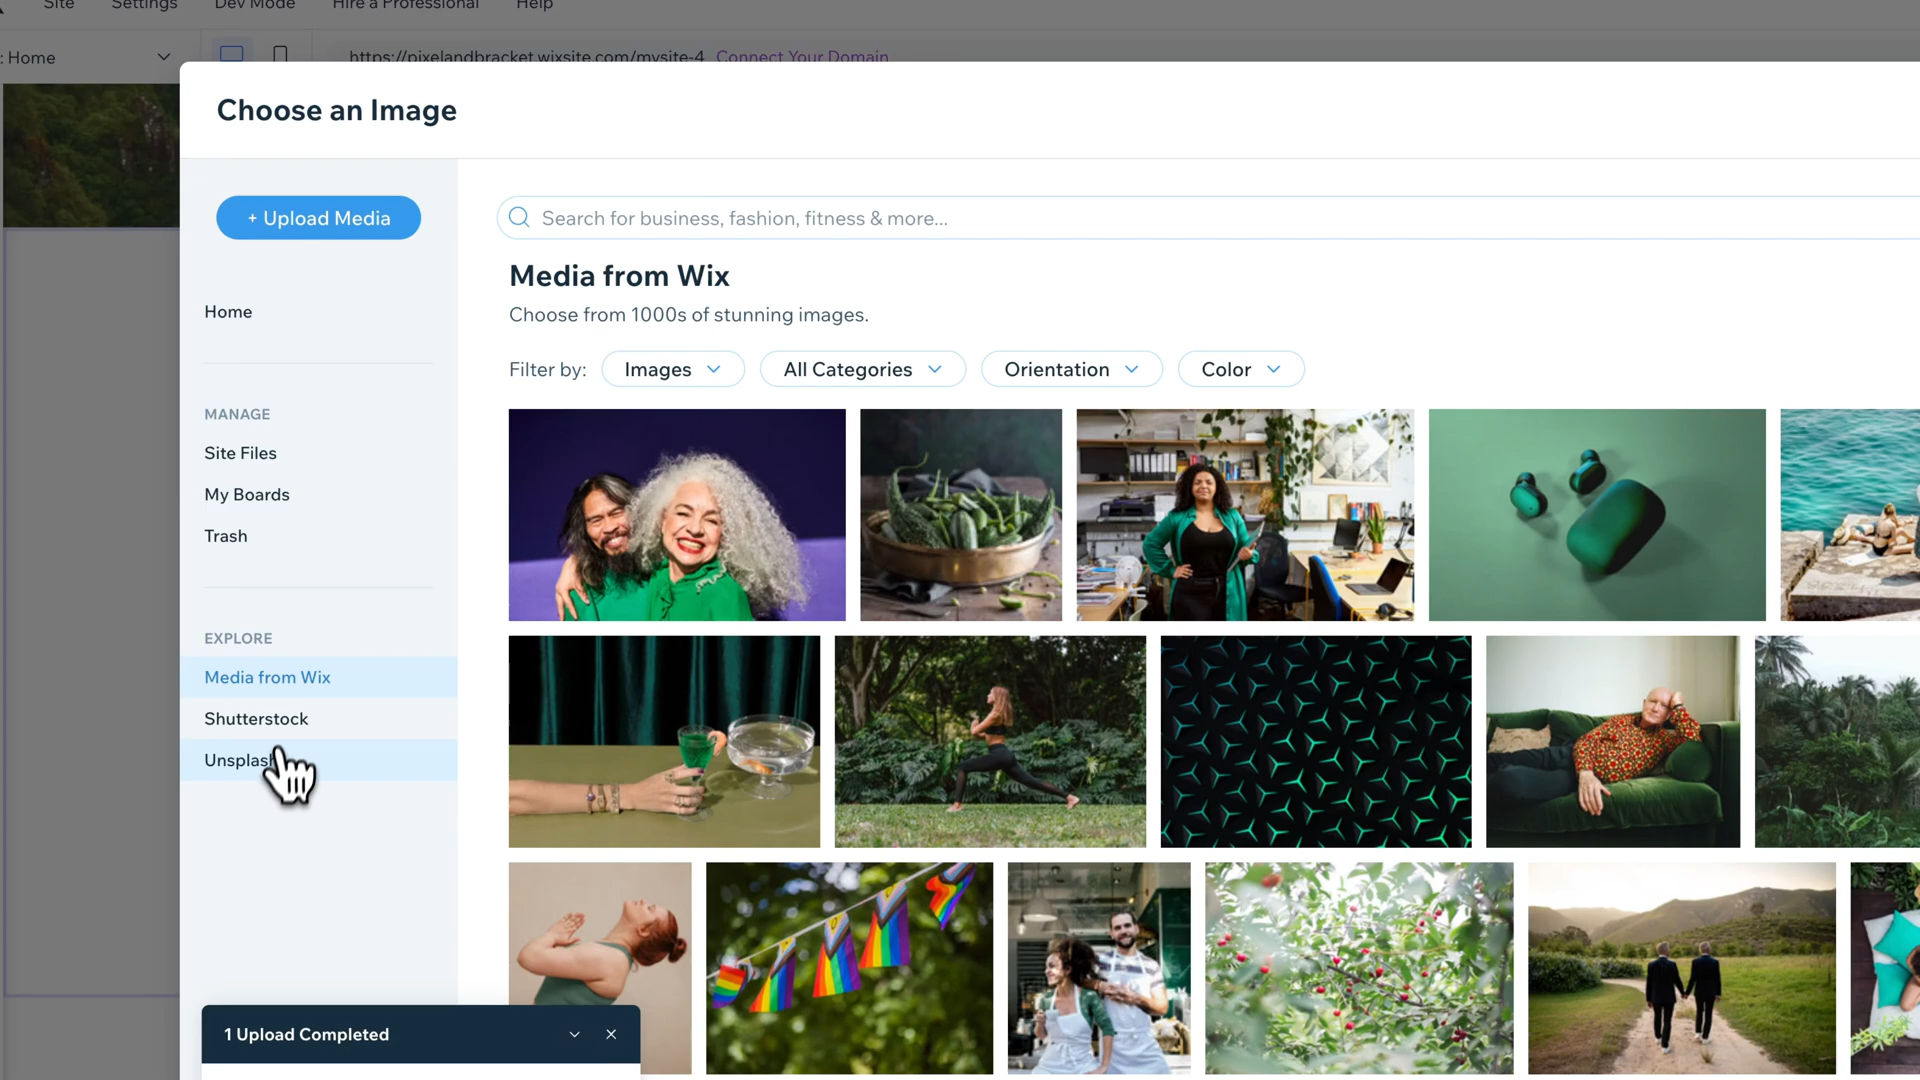 Site Settings Dev Mode Hire a Professional Help
: Home
https://pixelandbracket.wixsite.com/mysite-4 Connect Your Domain
Choose an Image
+ Upload Media
Search for business, fashion, fitness & more...
Media from Wix
Choose from 1000s of stunning images.
Home
Filter by: Images All Categories Orientation Color
MANAGE
Site Files
My Boards
Trash
EXPLORE
Media from Wix
Shutterstock
Unsplash
1 Upload Completed